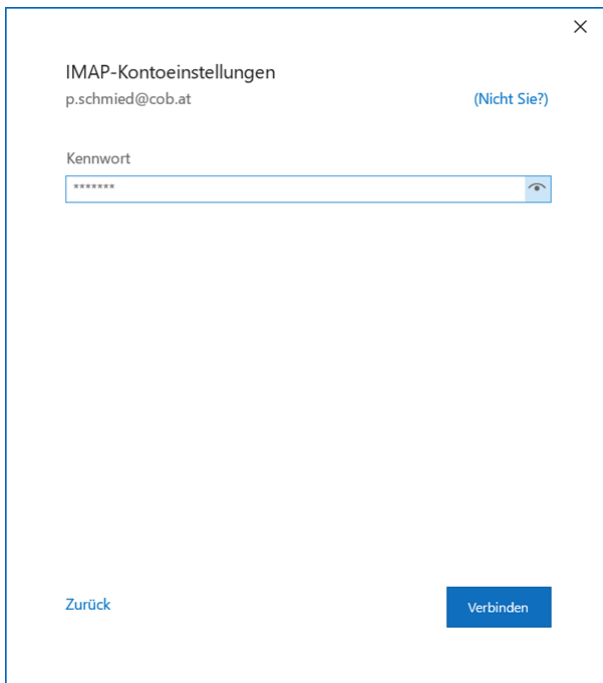 IMAP-Kontoeinstellungen
p.schmied@cob.at (Nicht Sie?)
Kennwort
*******
Zurück Verbinden